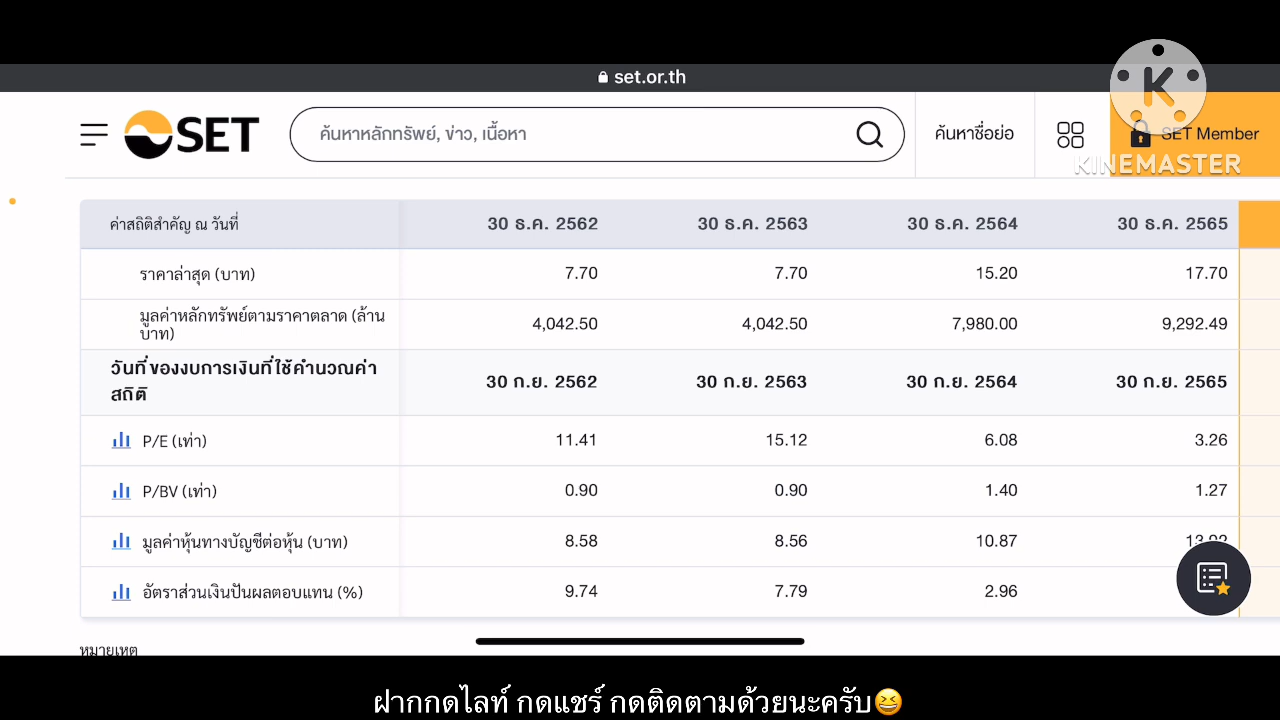 set.or.th
SET
ค้นหาหลักทรัพย์, ข่าว, เนื้อหา
ค้นหาชื่อย่อ
SET Member
KINEMASTER
ค่าสถิติสำคัญ ณ วันที่ 30 ธ.ค. 2562 30 ธ.ค. 2563 30 ธ.ค. 2564 30 ธ.ค. 2565
ราคาล่าสุด (บาท) 7.70 7.70 15.20 17.70
มูลค่าหลักทรัพย์ตามราคาตลาด (ล้าน
บาท) 4,042.50 4,042.50 7,980.00 9,292.49
วันที่ของงบการเงินที่ใช้คำนวณค่า
สถิติ 30 ก.ย. 2562 30 ก.ย. 2563 30 ก.ย. 2564 30 ก.ย. 2565
P/E (เท่า) 11.41 15.12 6.08 3.26
P/BV (เท่า) 0.90 0.90 1.40 1.27
มูลค่าหุ้นทางบัญชีต่อหุ้น (บาท) 8.58 8.56 10.87
อัตราส่วนเงินปันผลตอบแทน (%) 9.74 7.79 2.96
หมายเหตุ
ฝากกดไลท์ กดแชร์ กดติดตามด้วยนะครับ😆